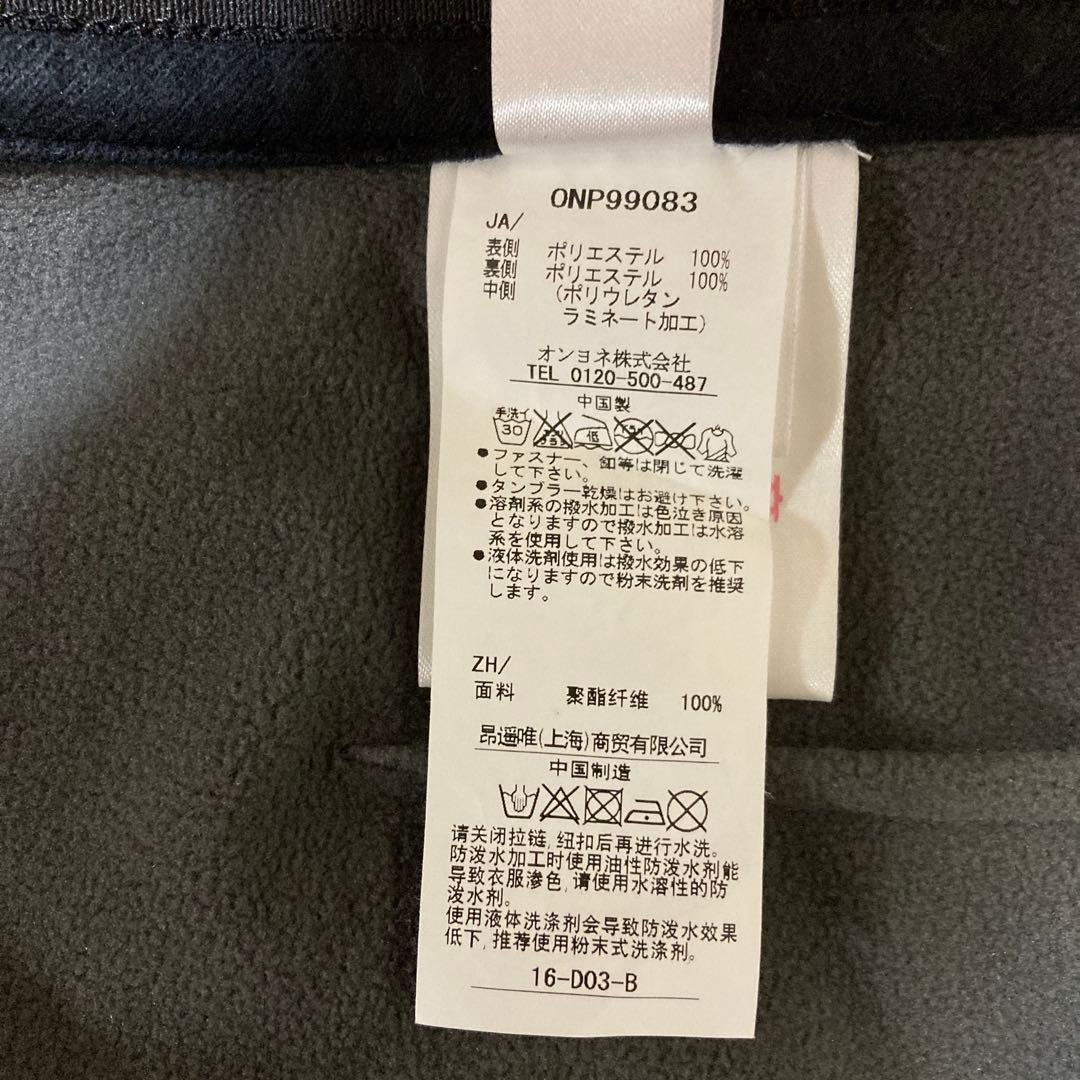 ONP99083
JA/
表側 ポリエステル 100%
裏側 ポリエステル 100%
中側 (ポリウレタン
ラミネート加工)
オンヨネ株式会社
TEL 0120-500-487
中国製
手洗イ
30
低
●ファスナー、釦等は閉じて洗濯
して下さい。
●タンブラー乾燥はお避け下さい。
●溶剤系の撥水加工は色泣き原因
となりますので撥水加工は水溶
系を使用して下さい。
●液体洗剤使用は撥水効果の低下
になりますので粉末洗剤を推奨
します。
ZH/
面料 聚酯纤维 100%
昂遥唯(上海)商贸有限公司
中国制造
请关闭拉链,纽扣后再进行水洗。
防泼水加工时使用油性防泼水剂能
导致衣服渗色,请使用水溶性的防
泼水剂。
使用液体洗涤剂会导致防泼水效果
低下,推荐使用粉末式洗涤剂。
16-D03-B